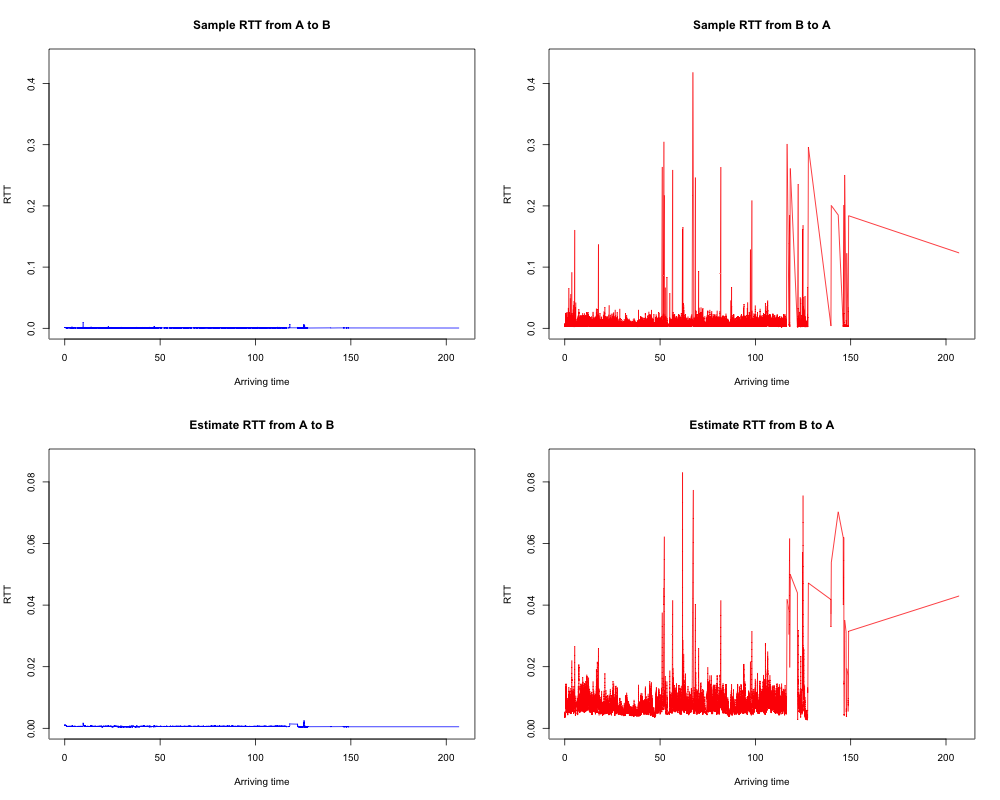 Sample RTT from A to B
RTT
0.0 0.1 0.2 0.3 0.4
0 50 100 150 200
Arriving time
Sample RTT from B to A
RTT
0.0 0.1 0.2 0.3 0.4
0 50 100 150 200
Arriving time
Estimate RTT from A to B
RTT
0.00 0.02 0.04 0.06 0.08
0 50 100 150 200
Arriving time
Estimate RTT from B to A
RTT
0.00 0.02 0.04 0.06 0.08
0 50 100 150 200
Arriving time